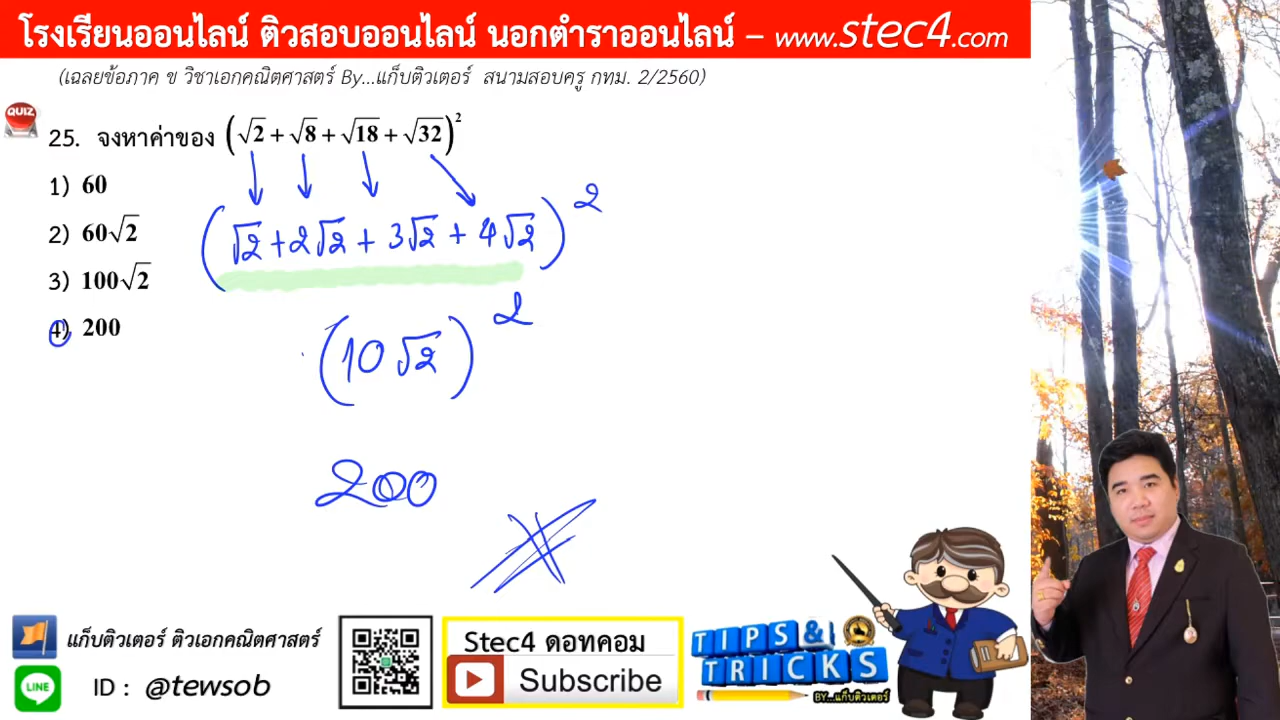 โรงเรียนออนไลน์ ติวสอบออนไลน์ นอกตำราออนไลน์ – www.stec4.com
(เฉลยข้อภาค ข วิชาเอกคณิตศาสตร์ By...แก็บติวเตอร์ สนามสอบครู กทม. 2/2560)
QUIZ
25. จงหาค่าของ (√2 + √8 + √18 + √32)²
1) 60
2) 60√2
3) 100√2
4) 200
(√2 + 2√2 + 3√2 + 4√2)²
(10√2)²
200
แก็บติวเตอร์ ติวเอกคณิตศาสตร์
LINE
ID : @tewsob
Stec4 ดอทคอม
Subscribe
TIPS &
TRICKS
BY...แก็บติวเตอร์